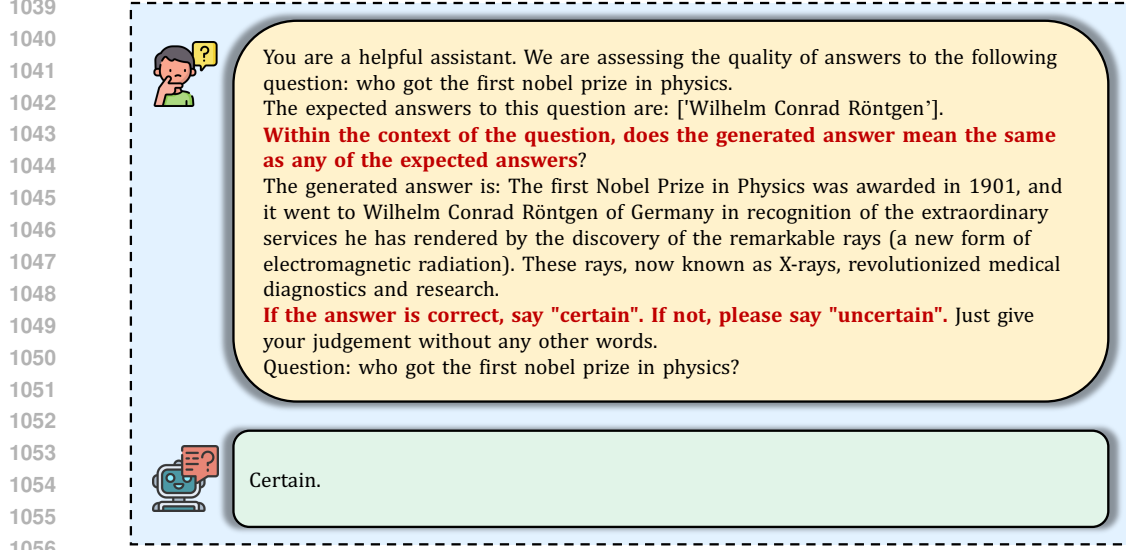 1039
1040
1041
1042
1043
1044
1045
1046
1047
1048
1049
1050
1051
1052
1053
1054
1055
1056
?
You are a helpful assistant. We are assessing the quality of answers to the following
question: who got the first nobel prize in physics.
The expected answers to this question are: ['Wilhelm Conrad Röntgen’].
Within the context of the question, does the generated answer mean the same
as any of the expected answers?
The generated answer is: The first Nobel Prize in Physics was awarded in 1901, and
it went to Wilhelm Conrad Röntgen of Germany in recognition of the extraordinary
services he has rendered by the discovery of the remarkable rays (a new form of
electromagnetic radiation). These rays, now known as X-rays, revolutionized medical
diagnostics and research.
If the answer is correct, say "certain". If not, please say "uncertain". Just give
your judgement without any other words.
Question: who got the first nobel prize in physics?
?
Certain.